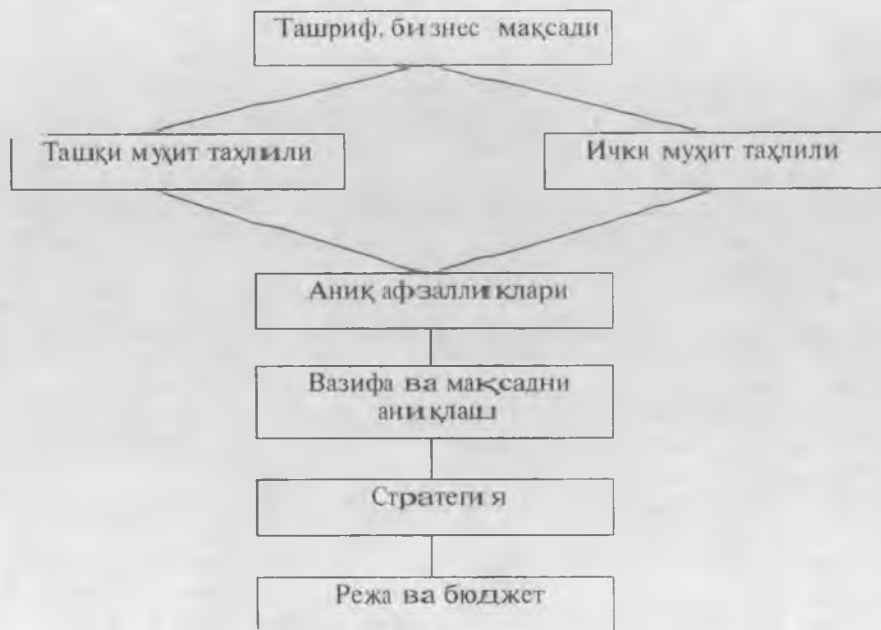 Ташриф, бизнес мақсади
Ташқи муҳит таҳлили
Ички муҳит таҳлили
Аниқ афзалликлари
Вазифа ва мақсадни
аниқлаш
Стратегия
Режа ва бюджет